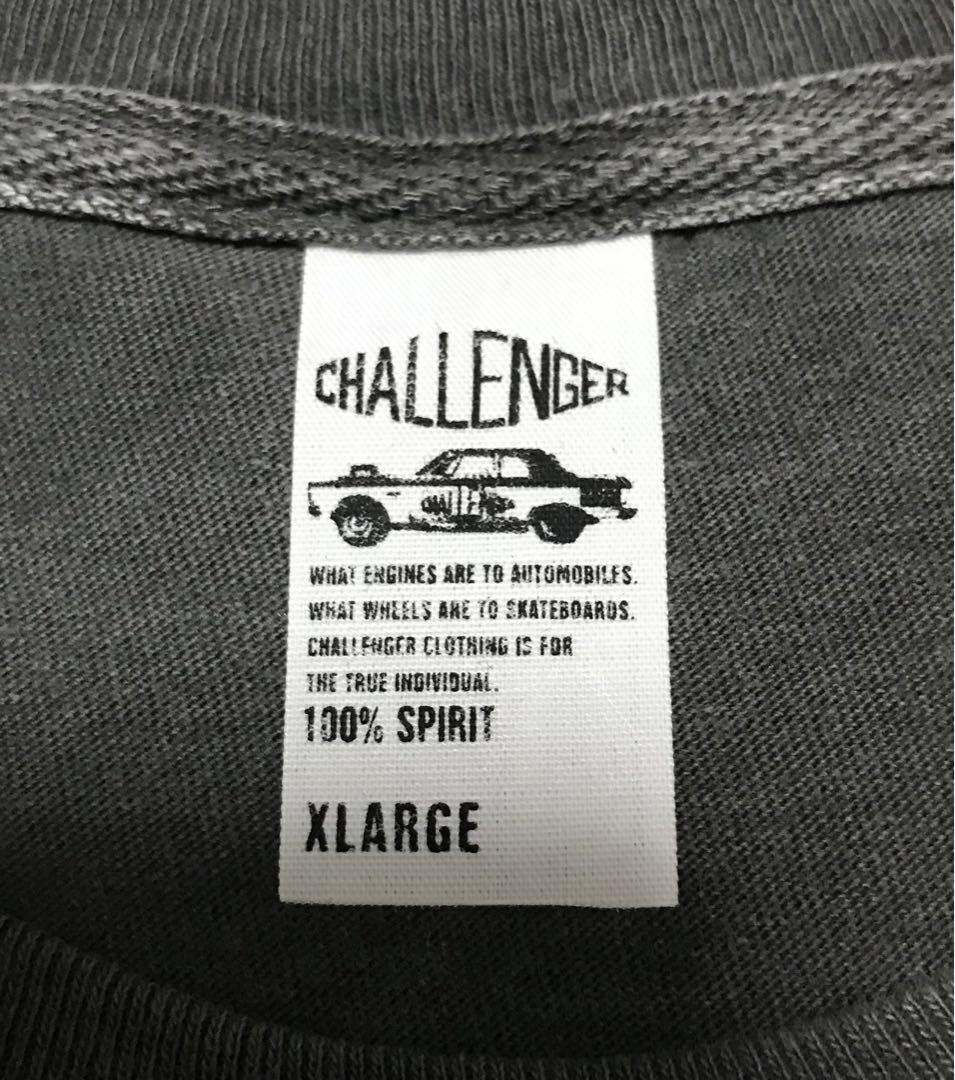 CHALLENGER
CHALLENGER
WHAT ENGINES ARE TO AUTOMOBILES.
WHAT WHEELS ARE TO SKATEBOARDS.
CHALLENGER CLOTHING IS FOR
THE TRUE INDIVIDUAL.
100% SPIRIT
XLARGE